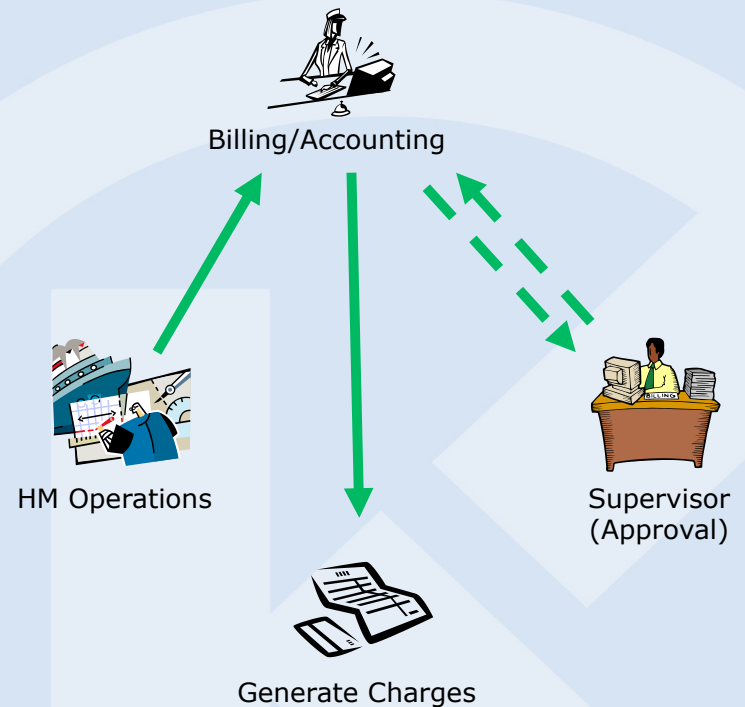 Billing/Accounting
HM Operations
BILLING
Supervisor
(Approval)
Generate Charges